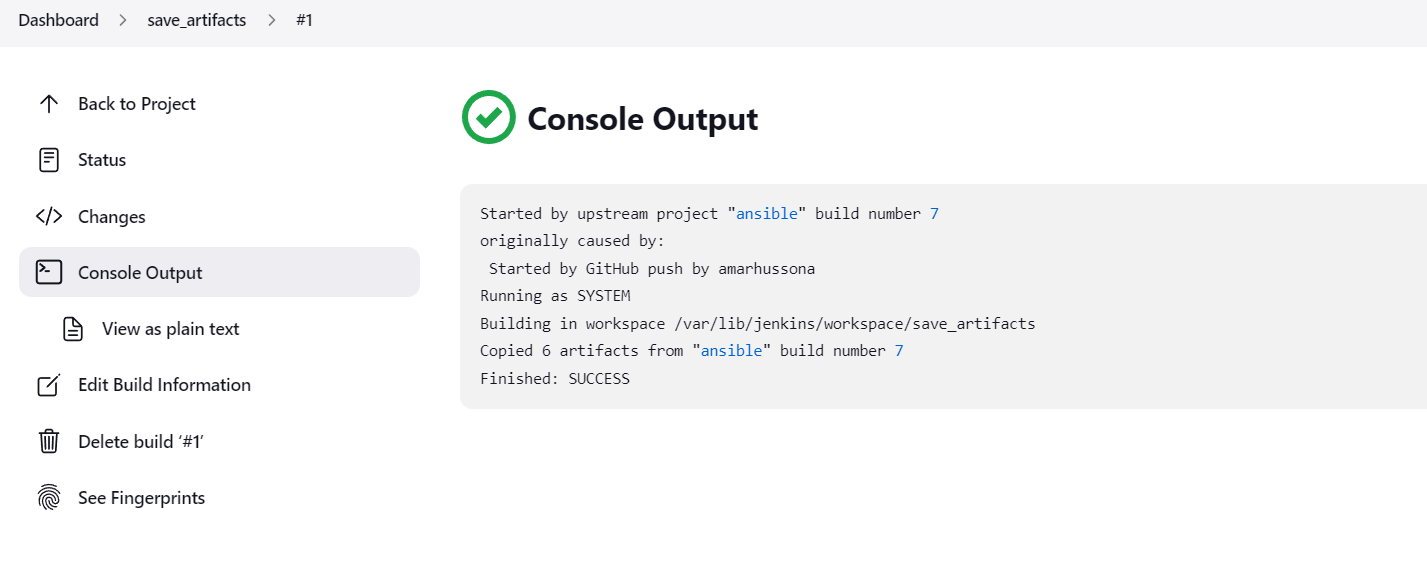 Dashboard > save_artifacts > #1
Back to Project
Status
Changes
Console Output
View as plain text
Edit Build Information
Delete build ‘#1’
See Fingerprints
Console Output
Started by upstream project "ansible" build number 7
originally caused by:
Started by GitHub push by amarhussona
Running as SYSTEM
Building in workspace /var/lib/jenkins/workspace/save_artifacts
Copied 6 artifacts from "ansible" build number 7
Finished: SUCCESS